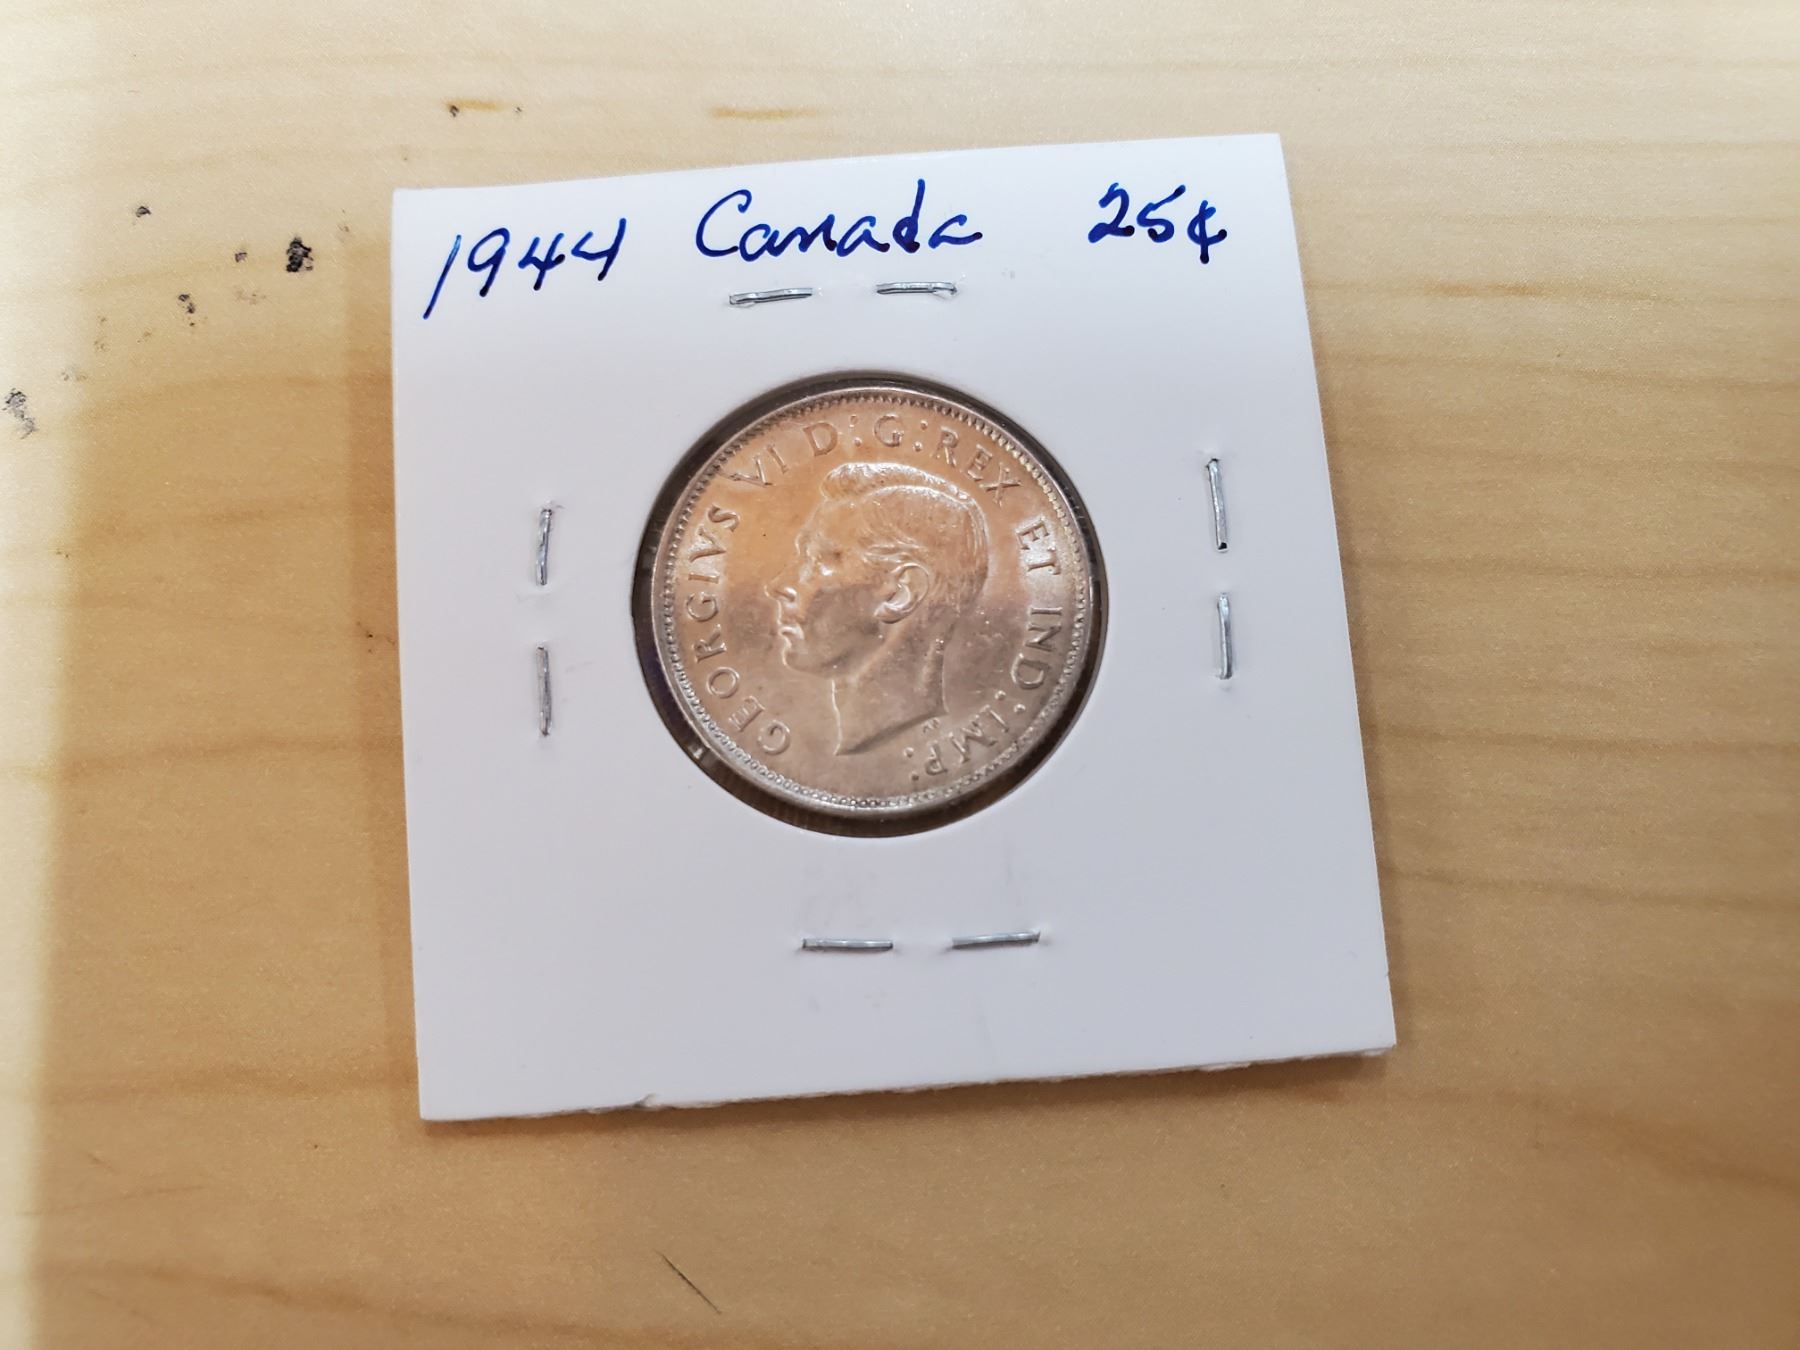 1944 Canada 25¢
GEORGIVS VI D:G:REX ET IND:IMP: